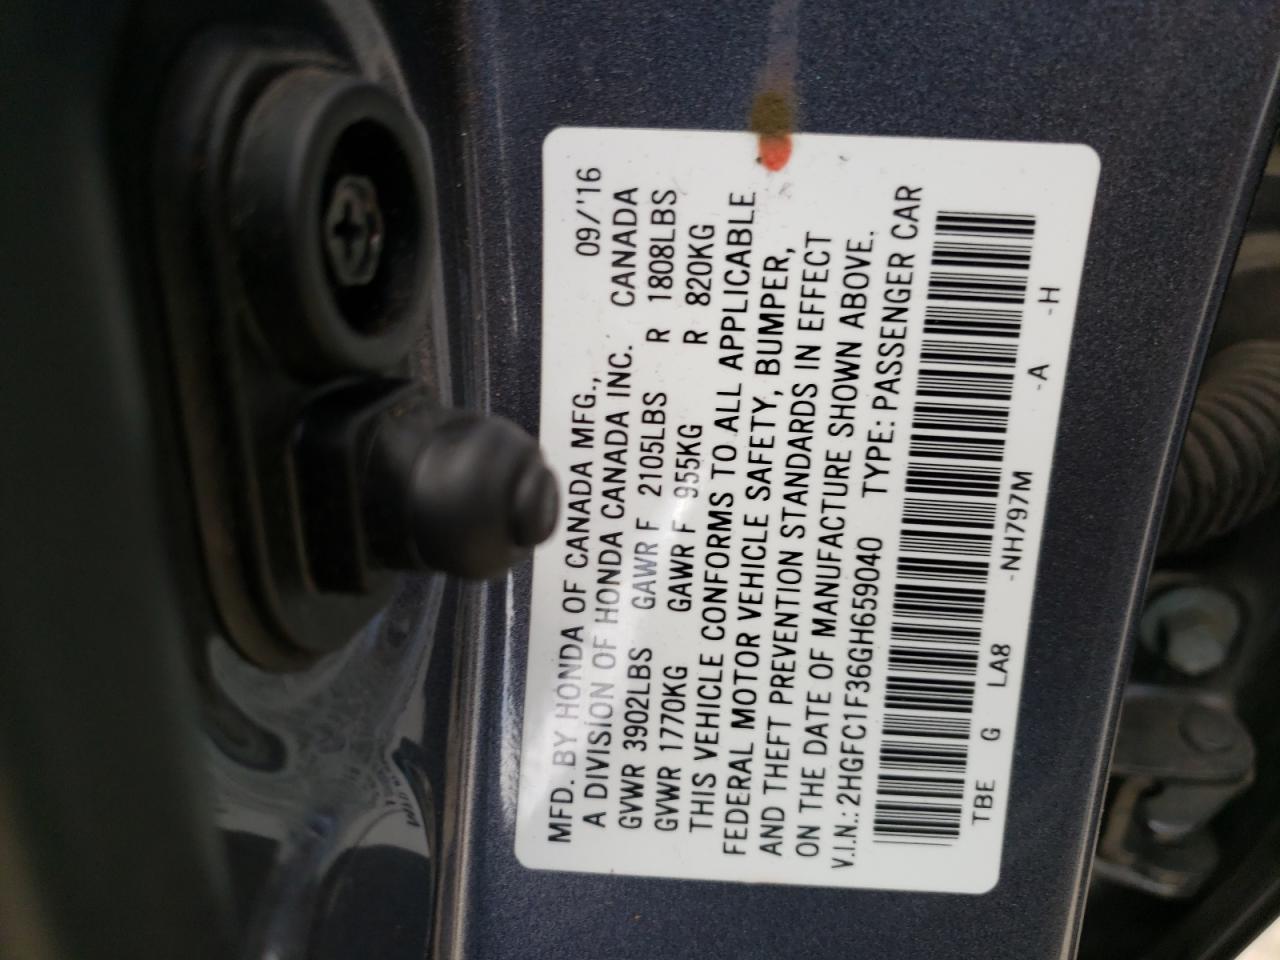 MFD. BY HONDA OF CANADA MFG., 09/'16
A DIVISION OF HONDA CANADA INC. CANADA
GVWR 3902LBS GAWR F 2105LBS R 1808LBS
GVWR 1770KG GAWR F 955KG R 820KG
THIS VEHICLE CONFORMS TO ALL APPLICABLE
FEDERAL MOTOR VEHICLE SAFETY, BUMPER,
AND THEFT PREVENTION STANDARDS IN EFFECT
ON THE DATE OF MANUFACTURE SHOWN ABOVE.
V.I.N.: 2HGFC1F36GH659040 TYPE: PASSENGER CAR
TBE G LA8 -NH797M -A -H